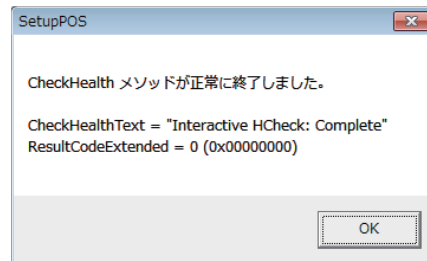 SetupPOS
CheckHealth メソッドが正常に終了しました。
CheckHealthText = "Interactive HCheck: Complete"
ResultCodeExtended = 0 (0x00000000)
OK